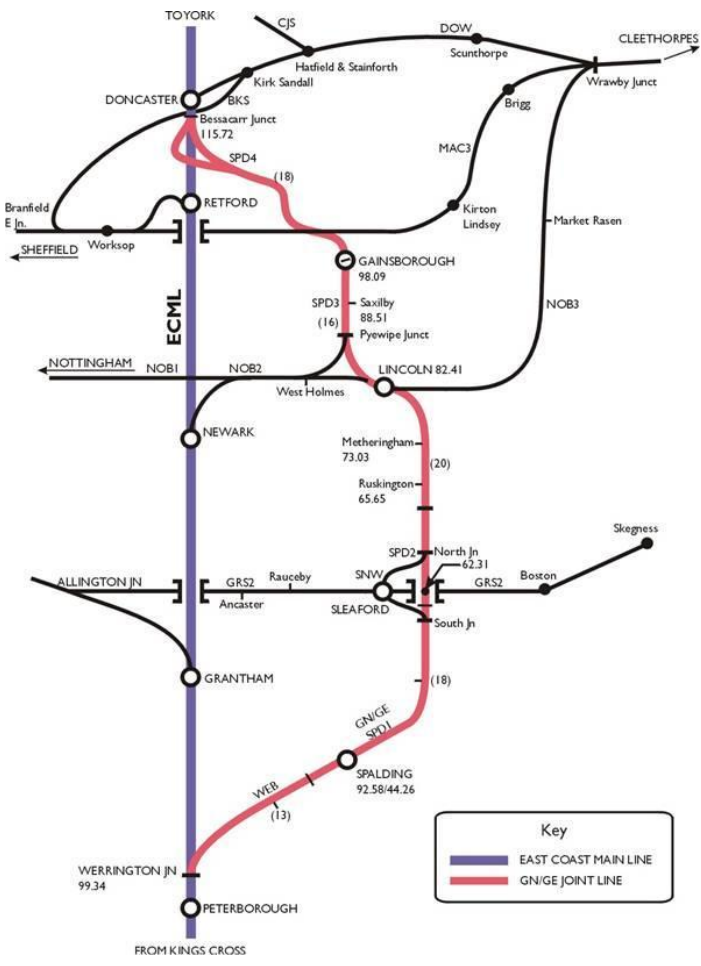 TO YORK
CJS
DOW
Scunthorpe
CLEETHORPES
Hatfield & Stainforth
Kirk Sandall
Wrawby Junct
DONCASTER
BKS
Brigg
Bessacarr Junct
115.72
MAC3
SPD4
(18)
Branfield
E Jn.
RETFORD
Kirton
Lindsey
Market Rasen
Worksop
SHEFFIELD
GAINSBOROUGH
98.09
ECML
SPD3
Saxilby
88.51
(16)
Pyewipe Junct
NOB3
NOTTINGHAM
NOB1
NOB2
LINCOLN 82.41
West Holmes
NEWARK
Metheringham
73.03
(20)
Ruskington
65.65
Skegness
SPD2
North Jn
62.31
ALLINGTON JN
GRS2
Rauceby
SNW
GRS2
Boston
Ancaster
SLEAFORD
South Jn
GRANTHAM
(18)
GN/GE
SPD1
SPALDING
92.58/44.26
WEB
(13)
Key
EAST COAST MAIN LINE
GN/GE JOINT LINE
WERRINGTON JN
99.34
PETERBOROUGH
FROM KINGS CROSS